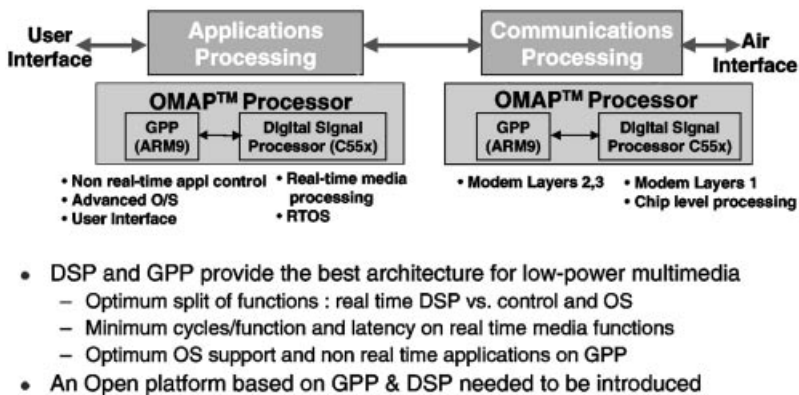 User
Interface
Applications
Processing
Communications
Processing
Air
Interface
OMAP™ Processor
GPP
(ARM9)
Digital Signal
Processor (C55x)
OMAP™ Processor
GPP
(ARM9)
Digital Signal
Processor C55x)
• Non real-time appl control
• Advanced O/S
• User Interface
• Real-time media
processing
• RTOS
• Modem Layers 2,3
• Modem Layers 1
• Chip level processing
• DSP and GPP provide the best architecture for low-power multimedia
– Optimum split of functions : real time DSP vs. control and OS
– Minimum cycles/function and latency on real time media functions
– Optimum OS support and non real time applications on GPP
• An Open platform based on GPP & DSP needed to be introduced